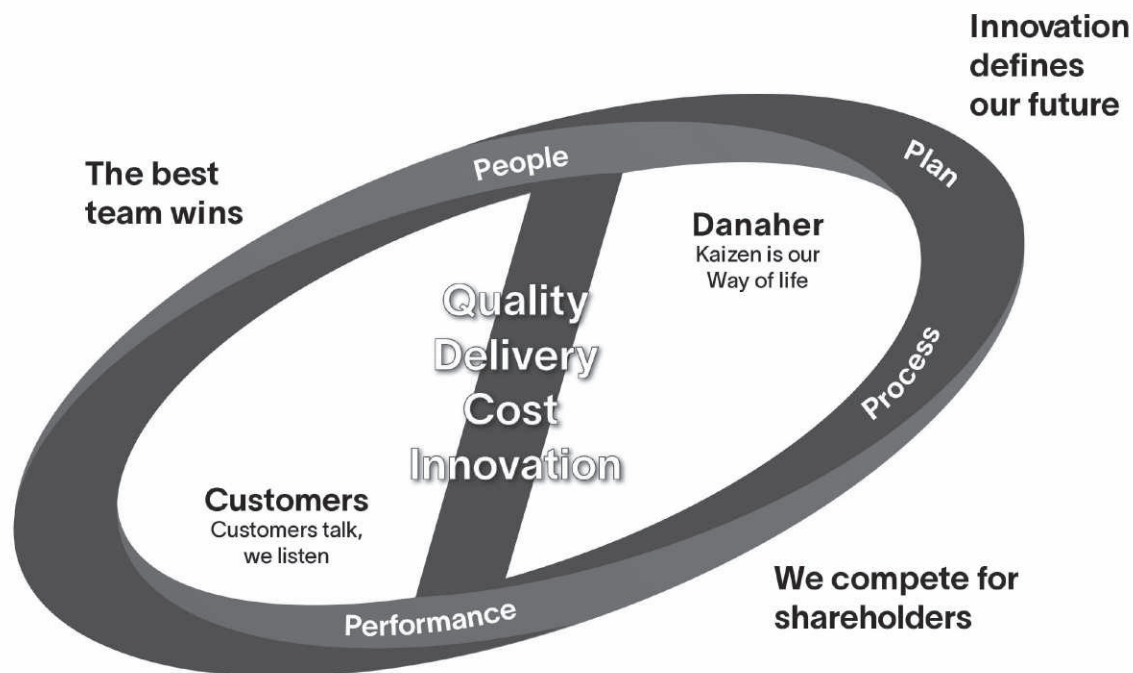 Innovation
defines
our future
The best
team wins
People
Plan
Danaher
Kaizen is our
Way of life
Quality
Delivery
Cost
Innovation
Process
Customers
Customers talk,
we listen
Performance
We compete for
shareholders